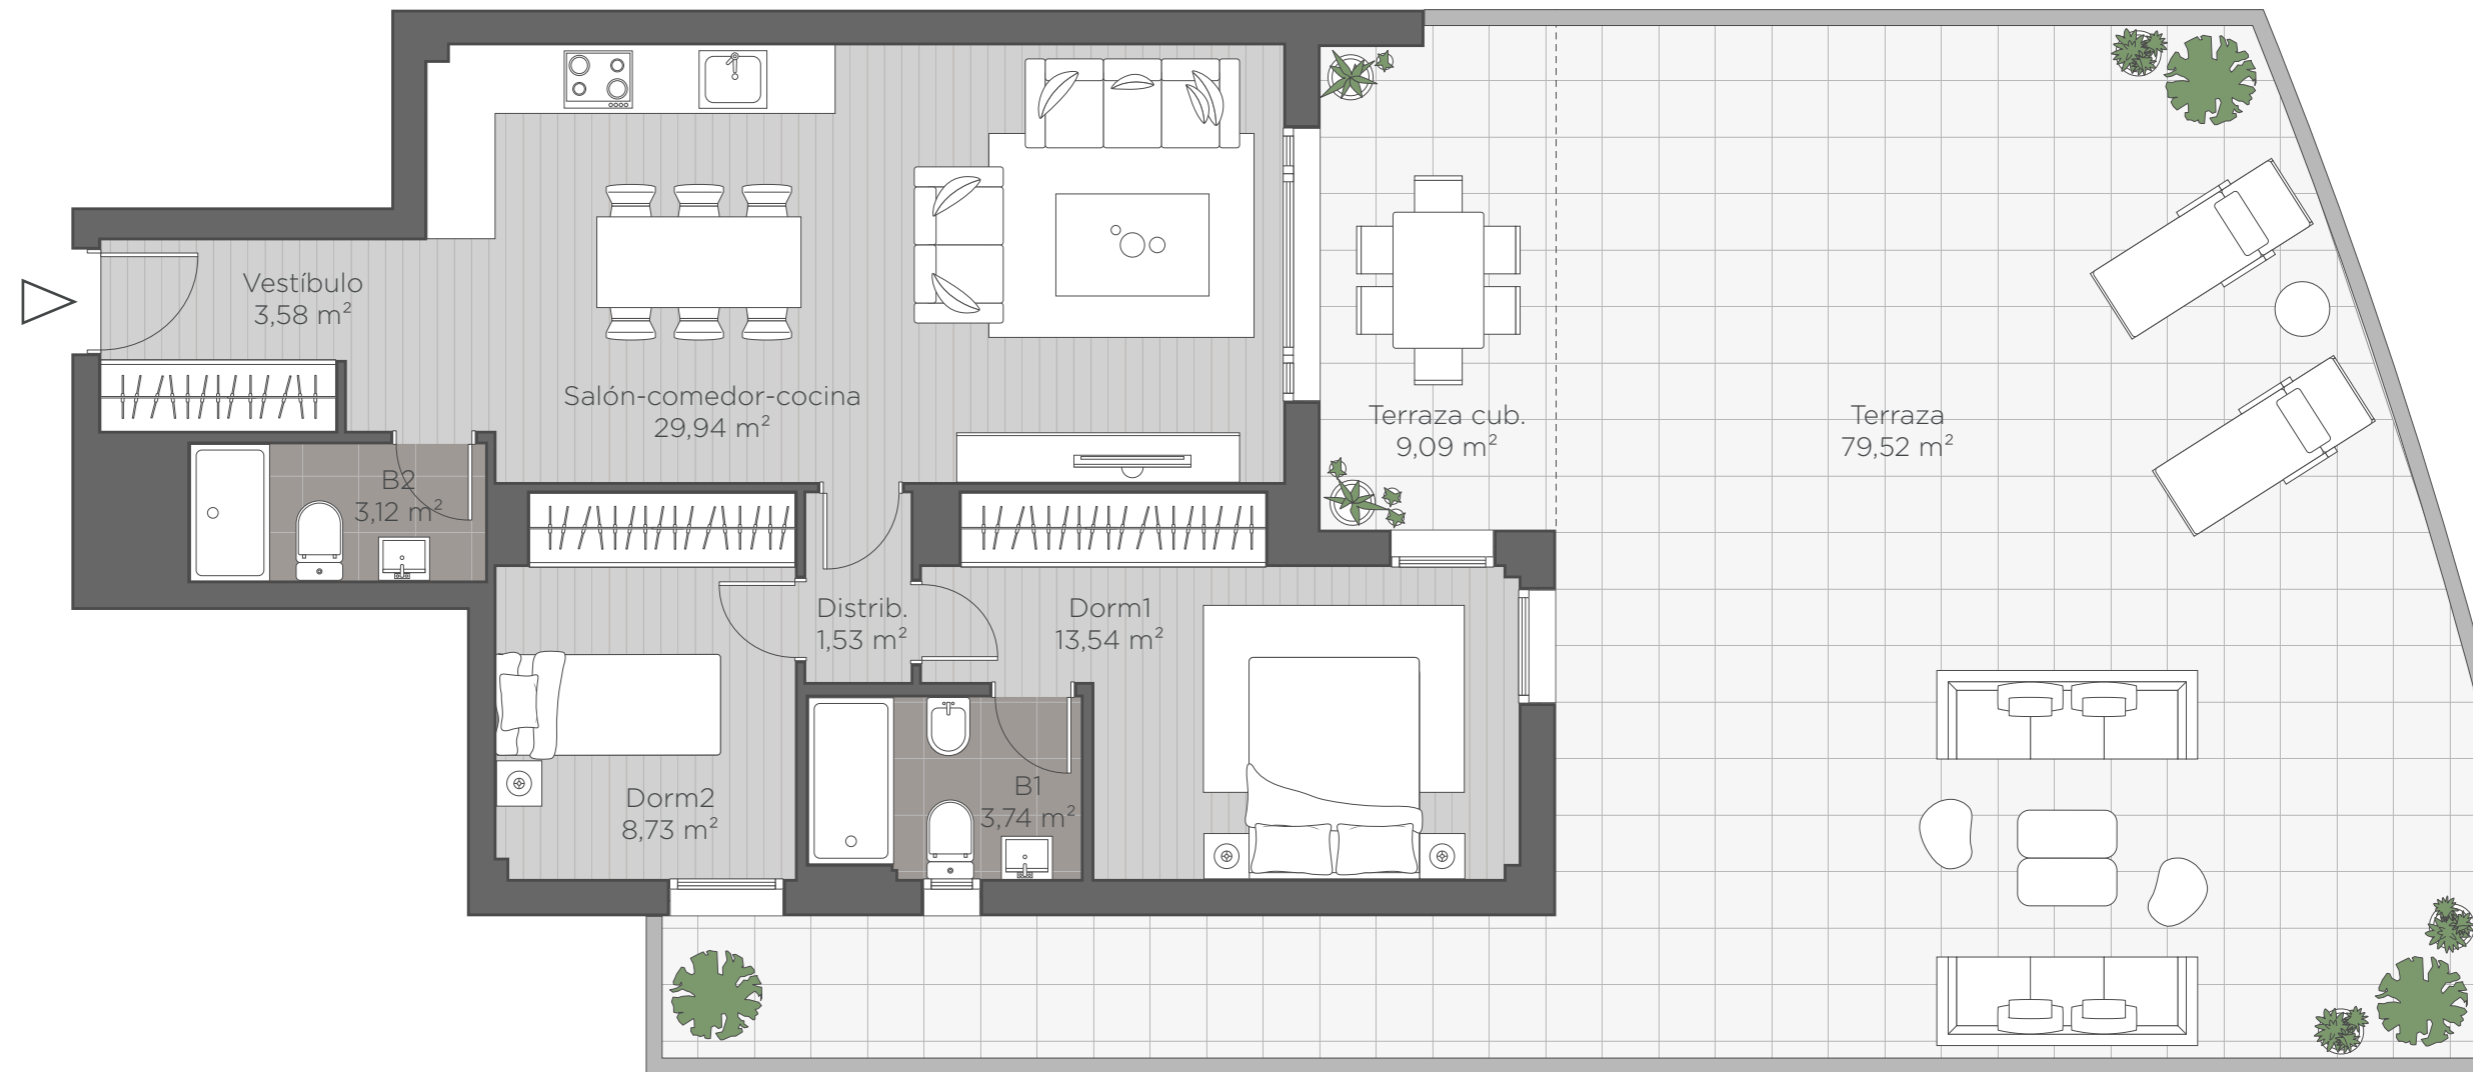 Vestíbulo
3,58 m²
Salón-comedor-cocina
29,94 m²
Terraza cub.
9,09 m²
Terraza
79,52 m²
B2
3,12 m²
Distrib.
1,53 m²
Dorm1
13,54 m²
Dorm2
8,73 m²
B1
3,74 m²